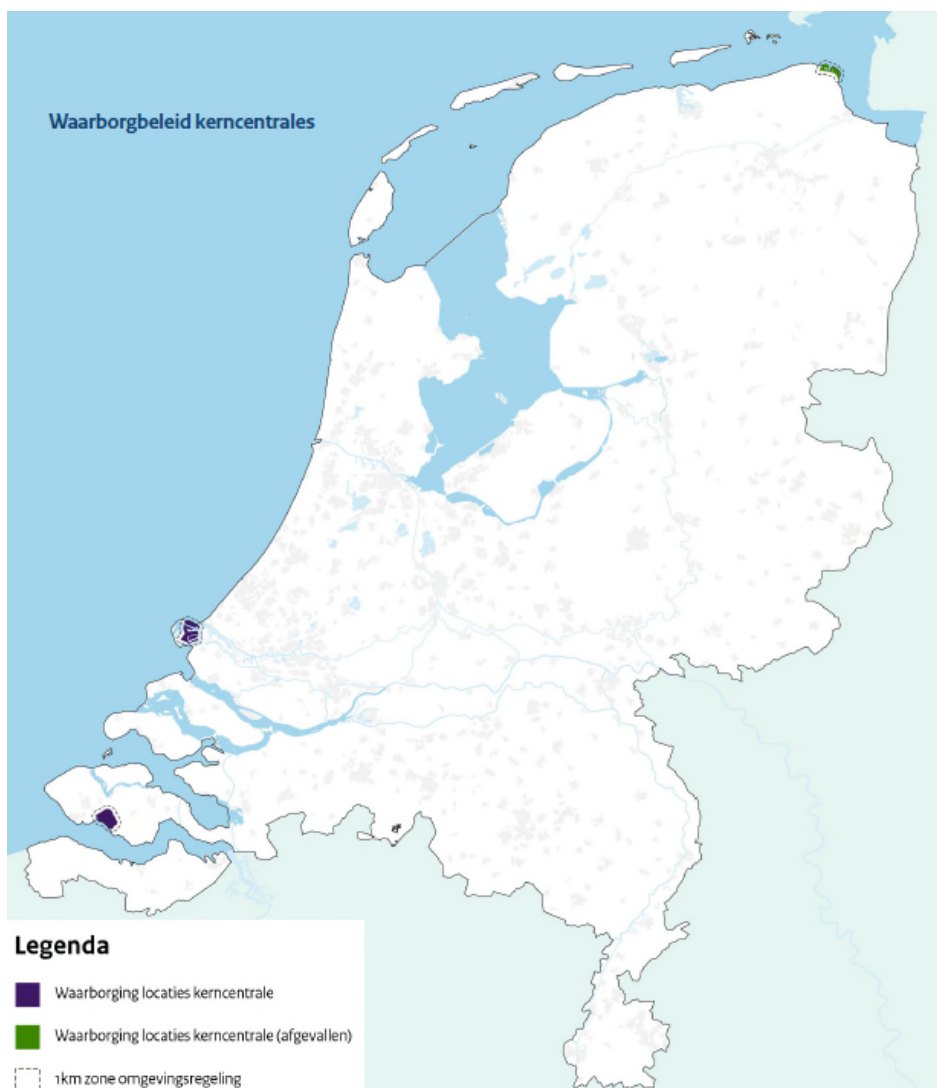 Waarborgbeleid kerncentrales
Legenda
Waarborging locaties kerncentrale
Waarborging locaties kerncentrale (afgevallen)
1km zone omgevingsregeling